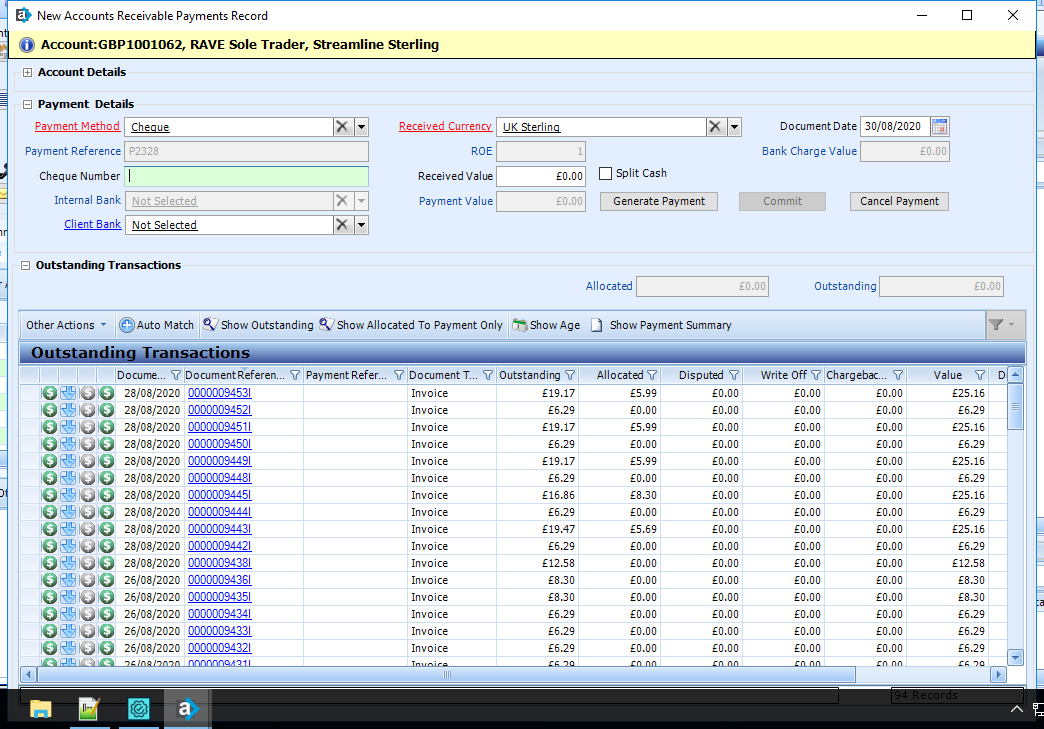 New Accounts Receivable Payments Record
Account:GBP1001062, RAVE Sole Trader, Streamline Sterling
Account Details
Payment Details
Payment Method Cheque Received Currency UK Sterling Document Date 30/08/2020
Payment Reference P2328 ROE 1 Bank Charge Value £0.00
Cheque Number Received Value £0.00 Split Cash
Internal Bank Not Selected Payment Value £0.00 Generate Payment Commit Cancel Payment
Client Bank Not Selected
Outstanding Transactions
Allocated £0.00 Outstanding £0.00
Other Actions Auto Match Show Outstanding Show Allocated To Payment Only Show Age Show Payment Summary
Outstanding Transactions
Docume... Document Referen... Payment Refer... Document T... Outstanding Allocated Disputed Write Off Chargebac... Value D
28/08/2020 0000009453I Invoice £19.17 £5.99 £0.00 £0.00 £0.00 £25.16
28/08/2020 0000009452I Invoice £6.29 £0.00 £0.00 £0.00 £0.00 £6.29
28/08/2020 0000009451I Invoice £19.17 £5.99 £0.00 £0.00 £0.00 £25.16
28/08/2020 0000009450I Invoice £6.29 £0.00 £0.00 £0.00 £0.00 £6.29
28/08/2020 0000009449I Invoice £19.17 £5.99 £0.00 £0.00 £0.00 £25.16
28/08/2020 0000009448I Invoice £6.29 £0.00 £0.00 £0.00 £0.00 £6.29
28/08/2020 0000009445I Invoice £16.86 £8.30 £0.00 £0.00 £0.00 £25.16
28/08/2020 0000009444I Invoice £6.29 £0.00 £0.00 £0.00 £0.00 £6.29
28/08/2020 0000009443I Invoice £19.47 £5.69 £0.00 £0.00 £0.00 £25.16
28/08/2020 0000009442I Invoice £6.29 £0.00 £0.00 £0.00 £0.00 £6.29
28/08/2020 0000009438I Invoice £12.58 £0.00 £0.00 £0.00 £0.00 £12.58
26/08/2020 0000009436I Invoice £8.30 £0.00 £0.00 £0.00 £0.00 £8.30
26/08/2020 0000009435I Invoice £8.30 £0.00 £0.00 £0.00 £0.00 £8.30
26/08/2020 0000009434I Invoice £6.29 £0.00 £0.00 £0.00 £0.00 £6.29
26/08/2020 0000009433I Invoice £6.29 £0.00 £0.00 £0.00 £0.00 £6.29
26/08/2020 0000009432I Invoice £6.29 £0.00 £0.00 £0.00 £0.00 £6.29
26/08/2020 0000009431I Invoice £6.29 £0.00 £0.00 £0.00 £0.00 £6.29
94 Records